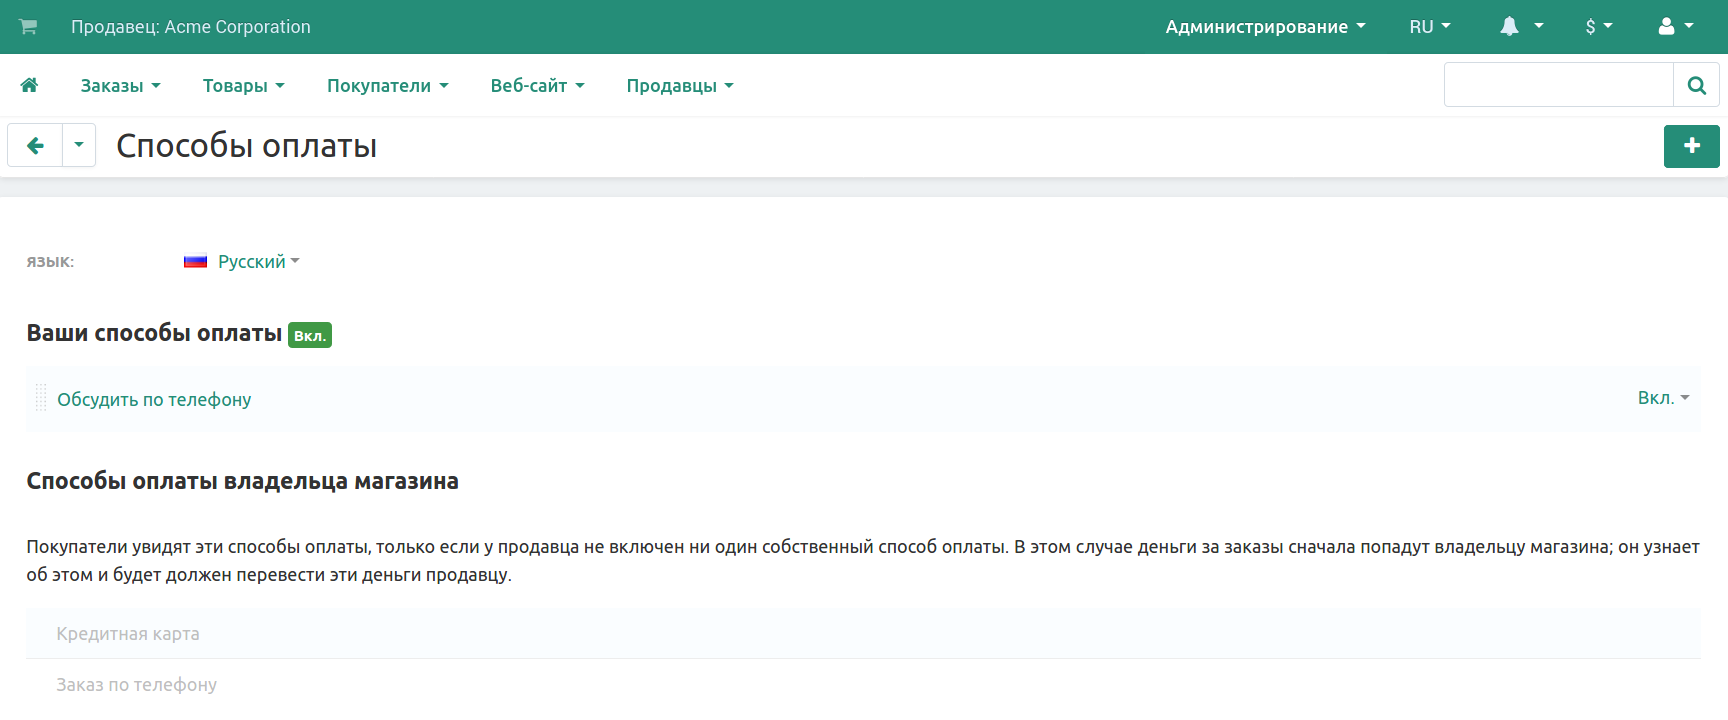 Продавец: Acme Corporation Администрирование RU $
Заказы Товары Покупатели Веб-сайт Продавцы
Способы оплаты
ЯЗЫК: Русский
Ваши способы оплаты Вкл.
Обсудить по телефону Вкл.
Способы оплаты владельца магазина
Покупатели увидят эти способы оплаты, только если у продавца не включен ни один собственный способ оплаты. В этом случае деньги за заказы сначала попадут владельцу магазина; он узнает
об этом и будет должен перевести эти деньги продавцу.
Кредитная карта
Заказ по телефону